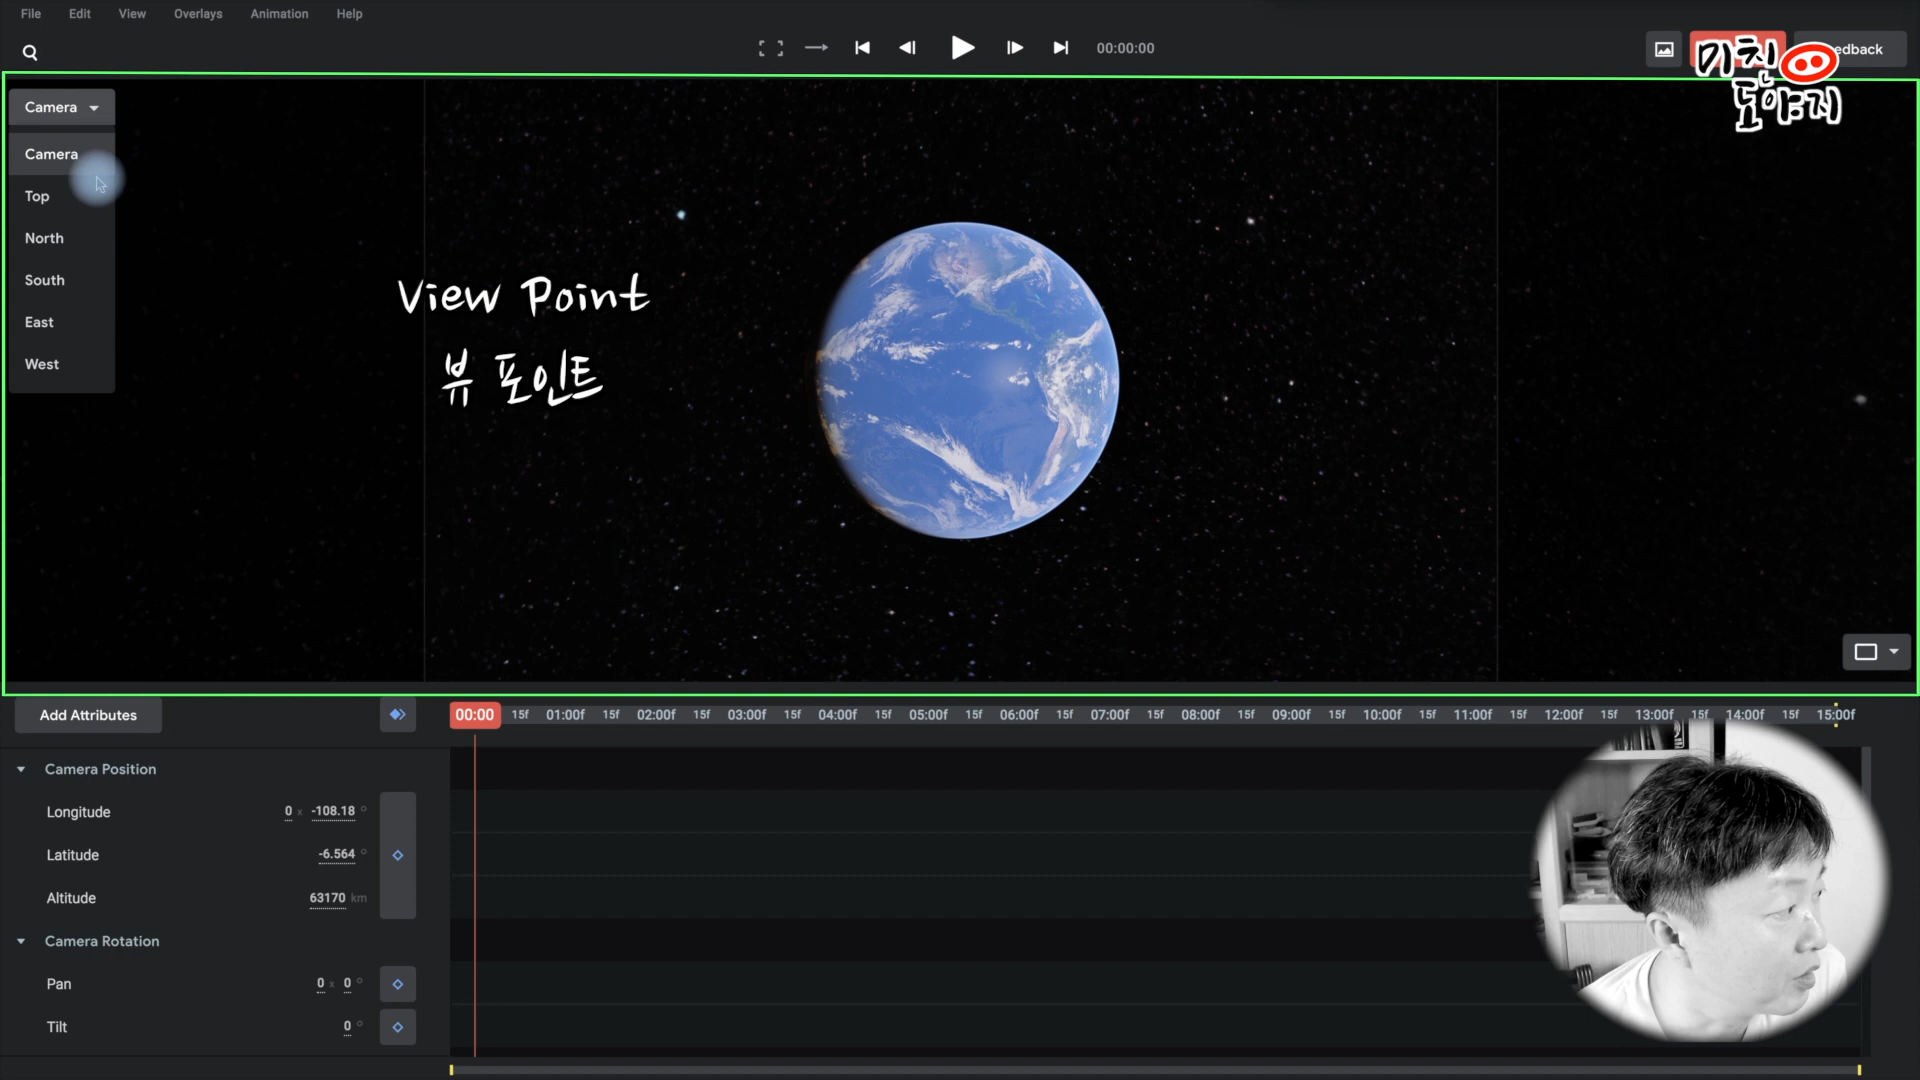 File Edit View Overlays Animation Help
00:00:00
미친
edback
도야지
Camera
Camera
Top
North
South
East
West
View Point
뷰 포인트
Add Attributes
00:00 15f 01:00f 15f 02:00f 15f 03:00f 15f 04:00f 15f 05:00f 15f 06:00f 15f 07:00f 15f 08:00f 15f 09:00f 15f 10:00f 15f 11:00f 15f 12:00f 15f 13:00f 15f 14:00f 15f 15:00f
Camera Position
Longitude 0 x -108.18 °
Latitude -6.564 °
Altitude 63170 km
Camera Rotation
Pan 0 x 0 °
Tilt 0 °